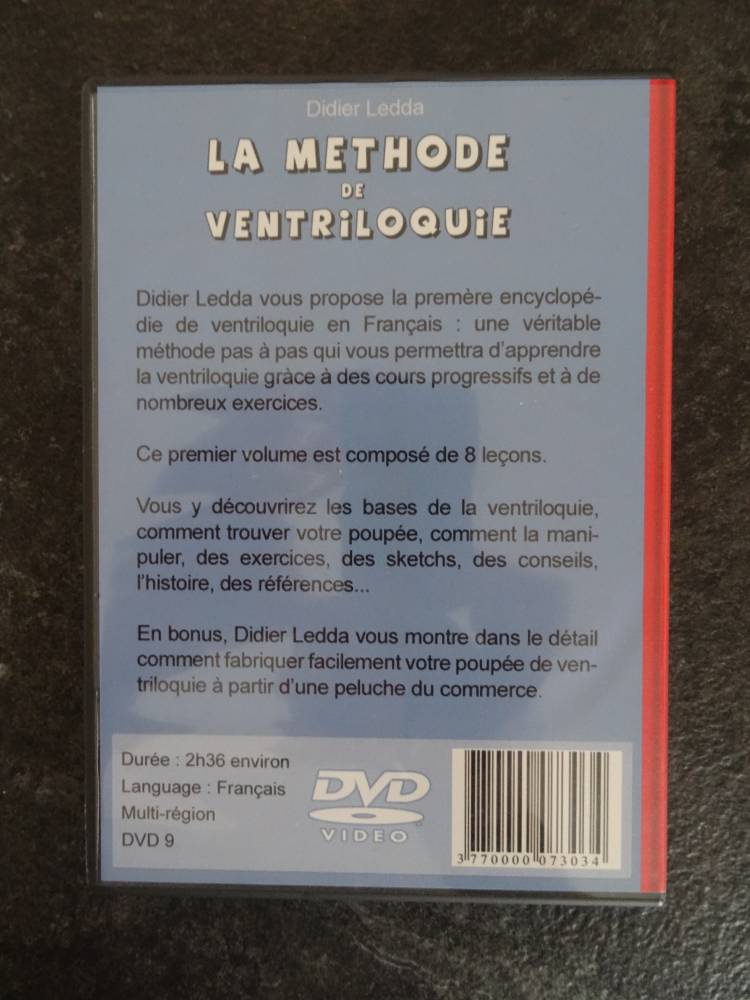 Didier Ledda
LA METHODE
DE
VENTRiLOQUiE
Didier Ledda vous propose la premère encyclopé-
die de ventriloquie en Français : une véritable
méthode pas à pas qui vous permettra d'apprendre
la ventriloquie gràce à des cours progressifs et à de
nombreux exercices.
Ce premier volume est composé de 8 leçons.
Vous y découvrirez les bases de la ventriloquie,
comment trouver votre poupée, comment la mani-
puler, des exercices, des sketchs, des conseils,
l'histoire, des références...
En bonus, Didier Ledda vous montre dans le détail
comment fabriquer facilement votre poupée de ven-
triloquie à partir d'une peluche du commerce.
Durée : 2h36 environ
Language : Français
Multi-région
DVD 9
DVD
VIDEO
3 770000 073034